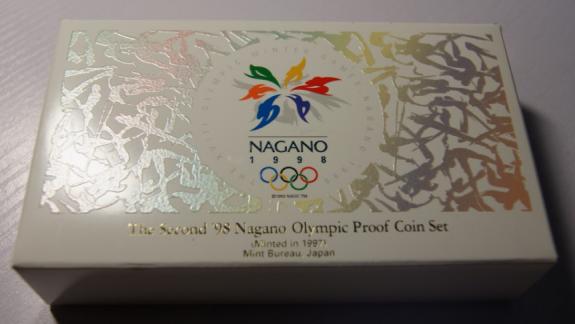 NAGANO
1998
The Second '98 Nagano Olympic Proof Coin Set
(Minted in 1997)
Mint Bureau, Japan